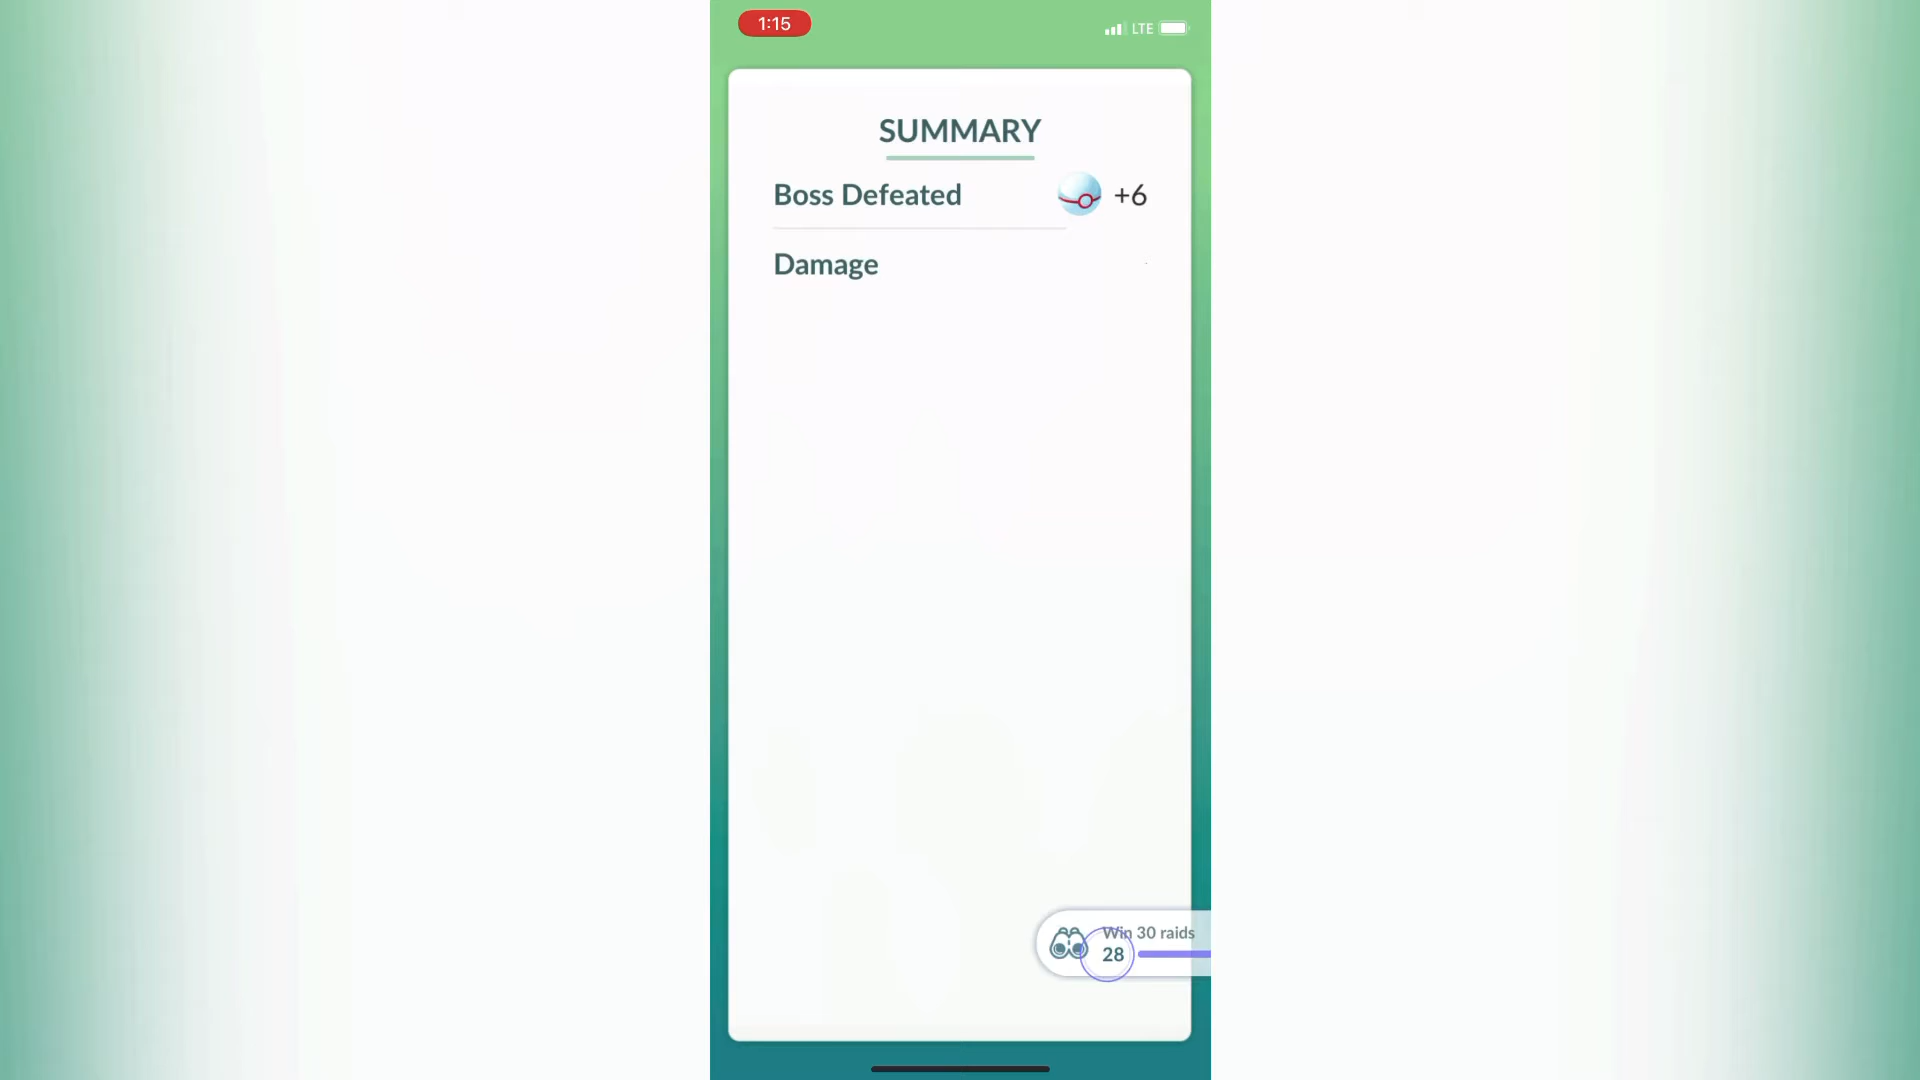 1:15
LTE
SUMMARY
Boss Defeated +6
Damage
Win 30 raids
28